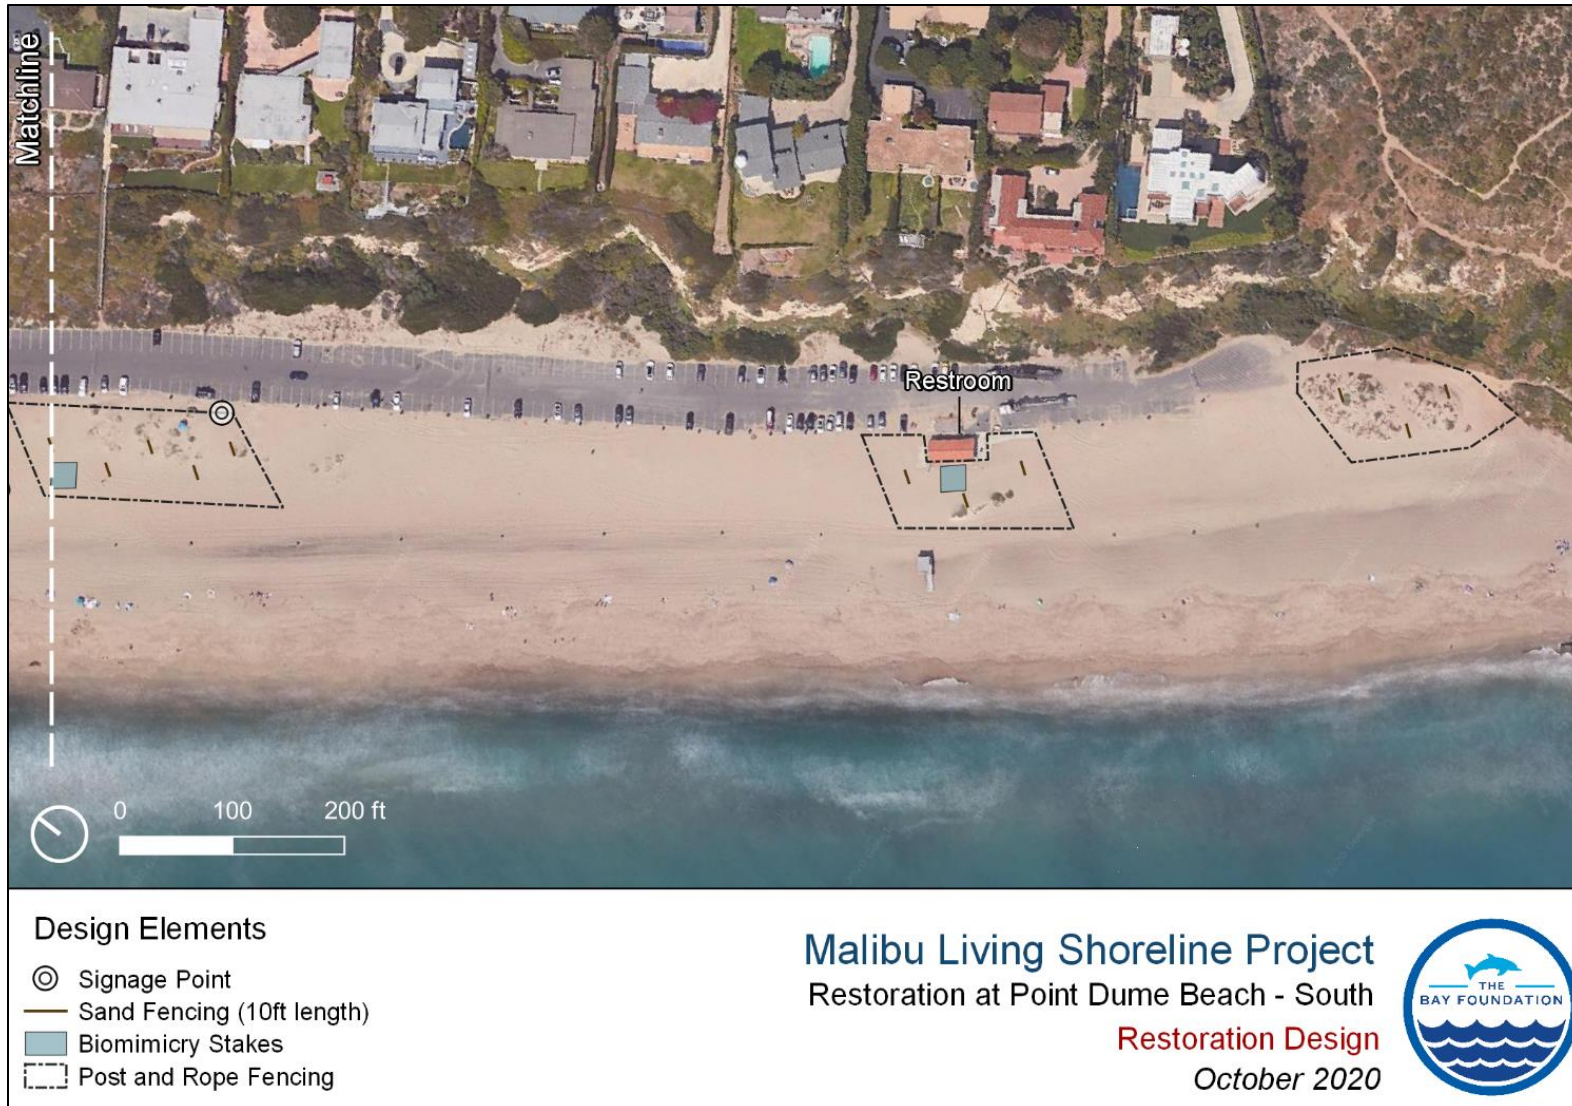 Matchline
Restroom
0 100 200 ft
Design Elements
Signage Point
Sand Fencing (10ft length)
Biomimicry Stakes
Post and Rope Fencing
Malibu Living Shoreline Project
Restoration at Point Dume Beach - South
Restoration Design
October 2020
THE
BAY FOUNDATION